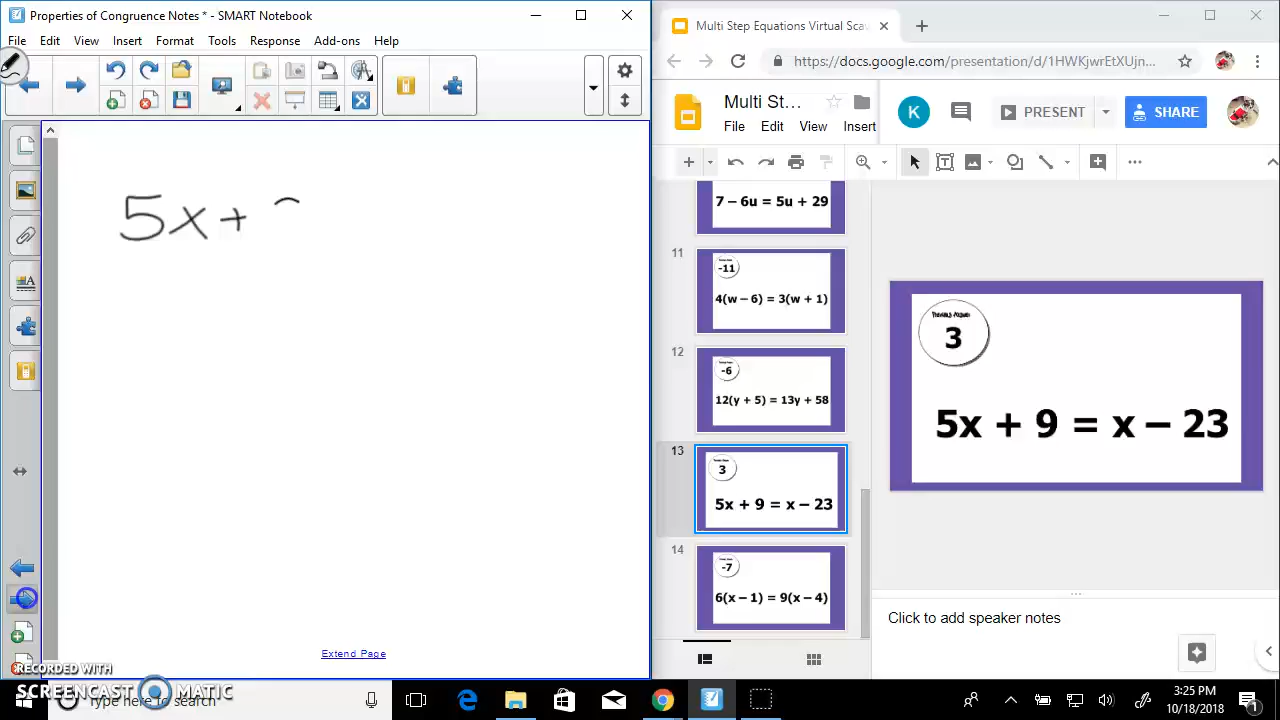 Properties of Congruence Notes * - SMART Notebook
File Edit View Insert Format Tools Response Add-ons Help
5x +
Extend Page
RECORDED WITH
SCREENCAST MATIC
Type here to search
Multi Step Equations Virtual Scav
https://docs.google.com/presentation/d/1HWKjwrEtXUjn...
Multi St...
File Edit View Insert
K
PRESENT
SHARE
7 – 6u = 5u + 29
11
-11
4(w – 6) = 3(w + 1)
12
-6
12(y + 5) = 13y + 58
13
3
5x + 9 = x – 23
14
-7
6(x – 1) = 9(x – 4)
Previous Answer
3
5x + 9 = x – 23
Click to add speaker notes
3:25 PM
10/18/2018
1